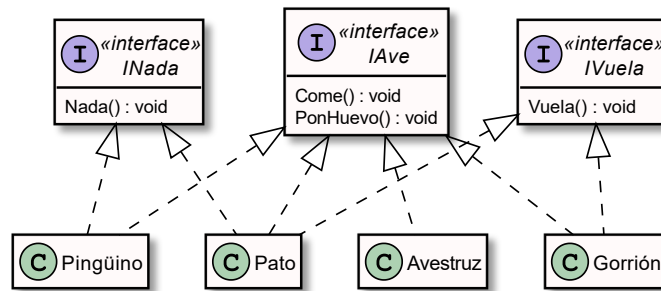 I
«interface»
INada
Nada() : void
I
«interface»
IAve
Come() : void
PonHuevo() : void
I
«interface»
IVuela
Vuela() : void
C Pingüino
C Pato
C Avestruz
C Gorrión